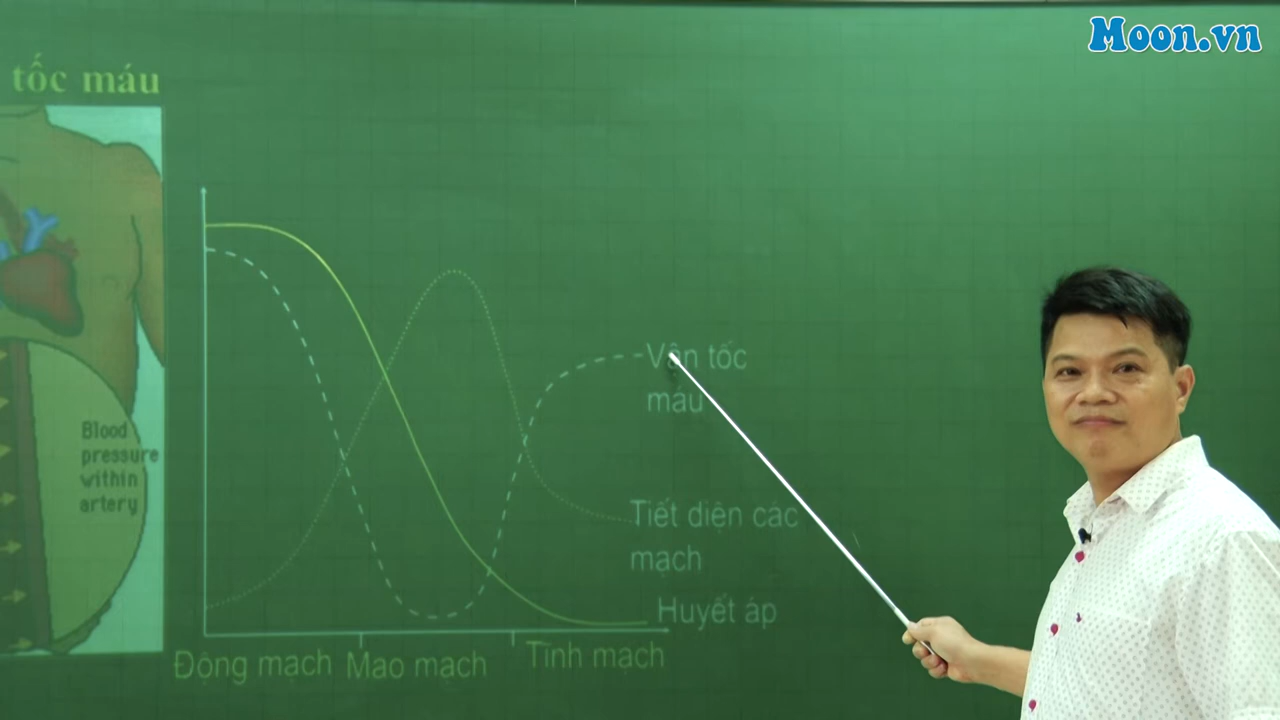 Moon.vn
tốc máu
Blood
pressure
within
artery
Vận tốc
máu
Tiết diện các
mạch
Huyết áp
Động mạch Mao mạch Tĩnh mạch